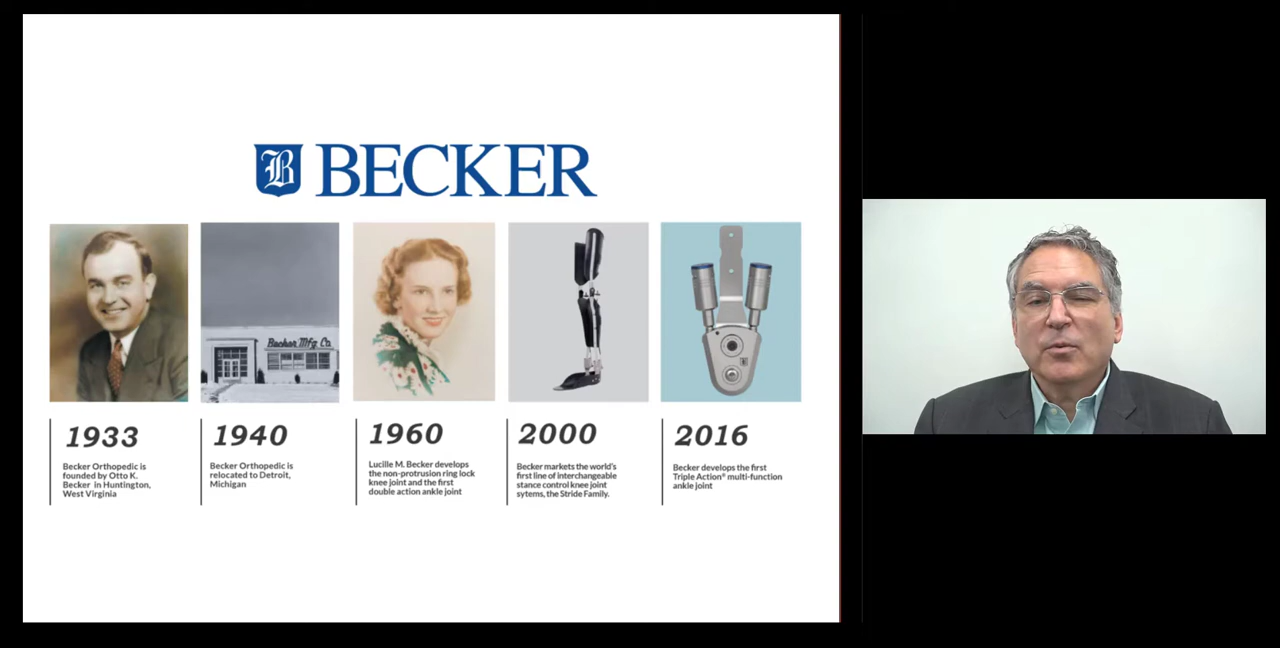 B BECKER
Becker Mfg Co
1933
Becker Orthopedic is
founded by Otto K.
Becker in Huntington,
West Virginia
1940
Becker Orthopedic is
relocated to Detroit,
Michigan
1960
Lucille M. Becker develops
the non-protrusion ring lock
knee joint and the first
double action ankle joint
2000
Becker markets the world's
first line of interchangeable
stance control knee joint
sytems, the Stride Family.
2016
Becker develops the first
Triple Action® multi-function
ankle joint